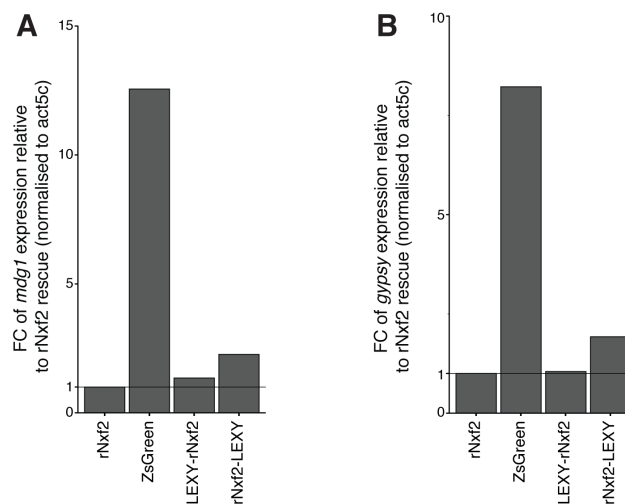 A
FC of mdg1 expression relative
to rNxf2 rescue (normalised to act5c)
15
10
5
1
0
rNxf2
ZsGreen
LEXY-rNxf2
rNxf2-LEXY
B
FC of gypsy expression relative
to rNxf2 rescue (normalised to act5c)
10
5
1
0
rNxf2
ZsGreen
LEXY-rNxf2
rNxf2-LEXY